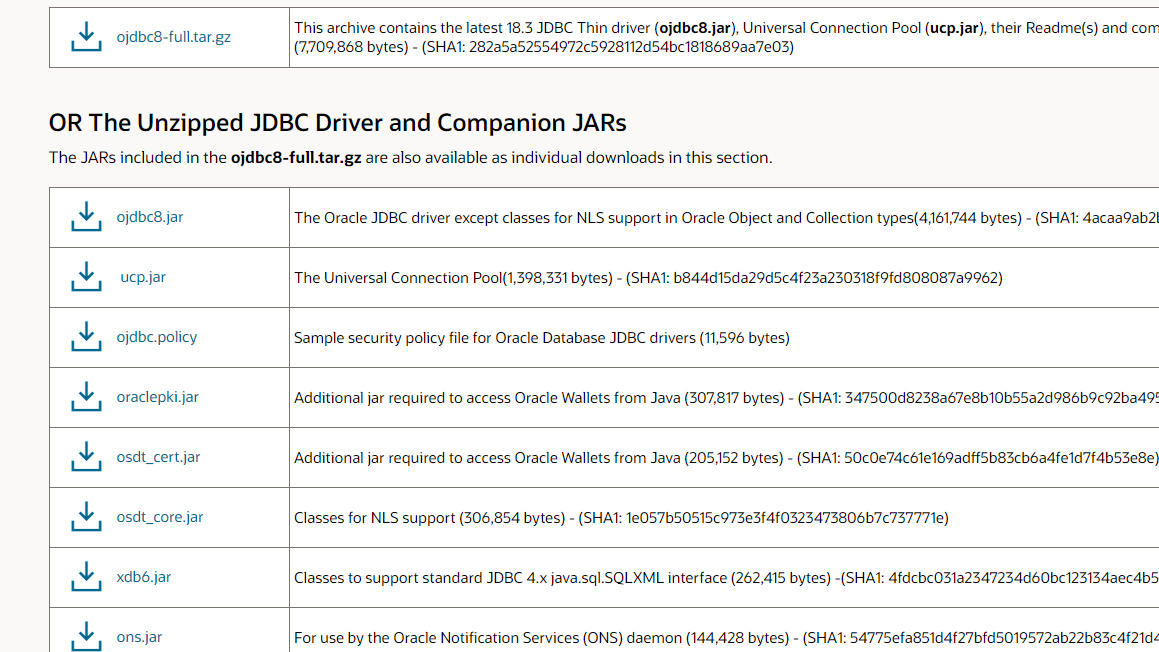 ojdbc8-full.tar.gz
This archive contains the latest 18.3 JDBC Thin driver (ojdbc8.jar), Universal Connection Pool (ucp.jar), their Readme(s) and com
(7,709,868 bytes) - (SHA1: 282a5a52554972c5928112d54bc1818689aa7e03)
OR The Unzipped JDBC Driver and Companion JARs
The JARs included in the ojdbc8-full.tar.gz are also available as individual downloads in this section.
ojdbc8.jar
The Oracle JDBC driver except classes for NLS support in Oracle Object and Collection types(4,161,744 bytes) - (SHA1: 4acaa9ab2b
ucp.jar
The Universal Connection Pool(1,398,331 bytes) - (SHA1: b844d15da29d5c4f23a230318f9fd808087a9962)
ojdbc.policy
Sample security policy file for Oracle Database JDBC drivers (11,596 bytes)
oraclepki.jar
Additional jar required to access Oracle Wallets from Java (307,817 bytes) - (SHA1: 347500d8238a67e8b10b55a2d986b9c92ba495
osdt_cert.jar
Additional jar required to access Oracle Wallets from Java (205,152 bytes) - (SHA1: 50c0e74c61e169adff5b83cb6a4fe1d7f4b53e8e)
osdt_core.jar
Classes for NLS support (306,854 bytes) - (SHA1: 1e057b50515c973e3f4f0323473806b7c737771e)
xdb6.jar
Classes to support standard JDBC 4.x java.sql.SQLXML interface (262,415 bytes) -(SHA1: 4fdcbc031a2347234d60bc123134aec4b5
ons.jar
For use by the Oracle Notification Services (ONS) daemon (144,428 bytes) - (SHA1: 54775efa851d4f27bfd5019572ab22b83c4f21d4